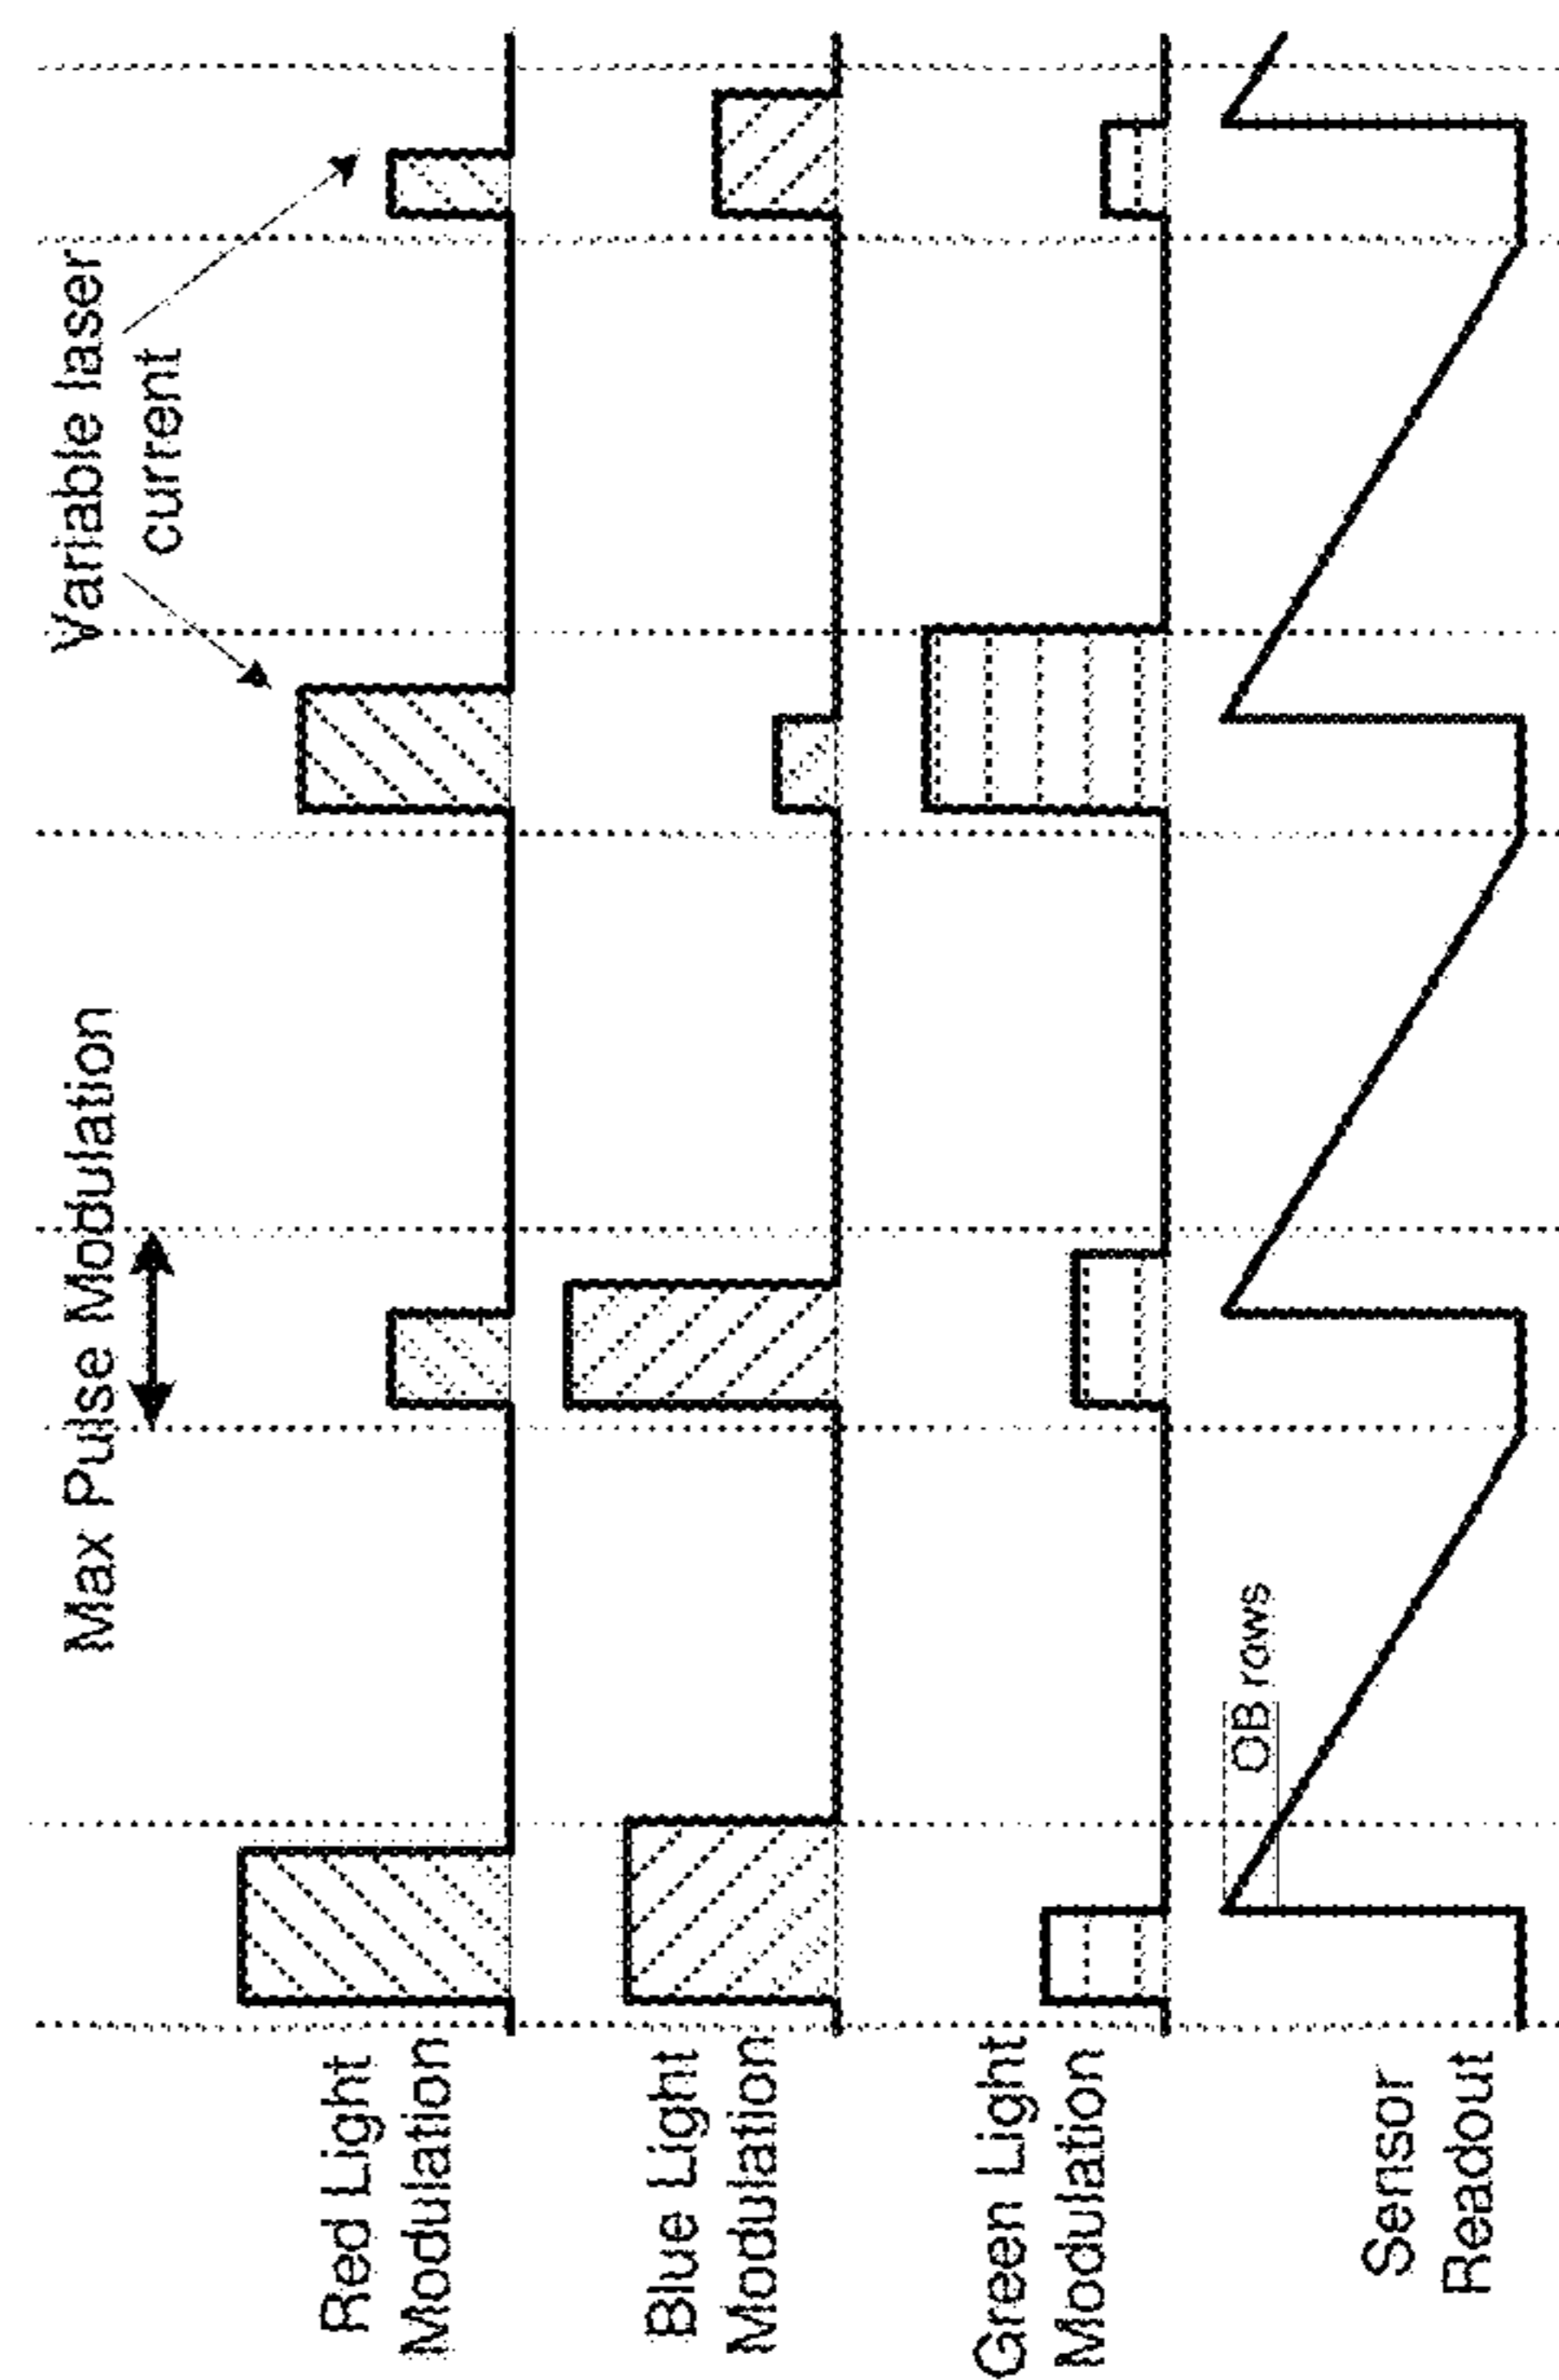 Max Pulse Modulation
Variable laser
current
Red Light
Modulation
Blue Light
Modulation
Green Light
Modulation
OB rows
Sensor
Readout